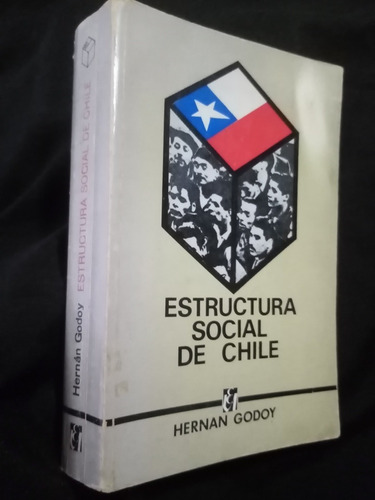 ESTRUCTURA
SOCIAL
DE CHILE
HERNAN GODOY
Hernán Godoy ESTRUCTURA SOCIAL DE CHILE